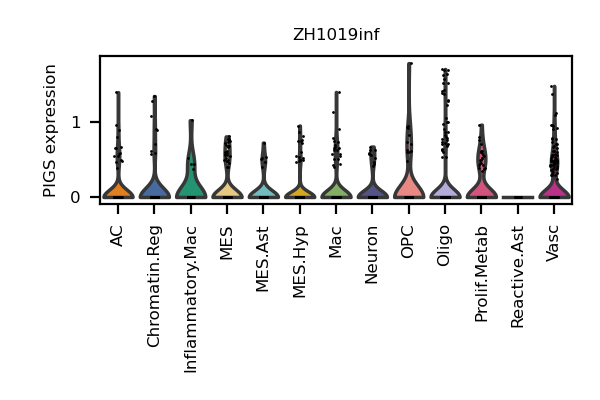 ZH1019inf
PIGS expression
1
0
AC
Chromatin.Reg
Inflammatory.Mac
MES
MES.Ast
MES.Hyp
Mac
Neuron
OPC
Oligo
Prolif.Metab
Reactive.Ast
Vasc